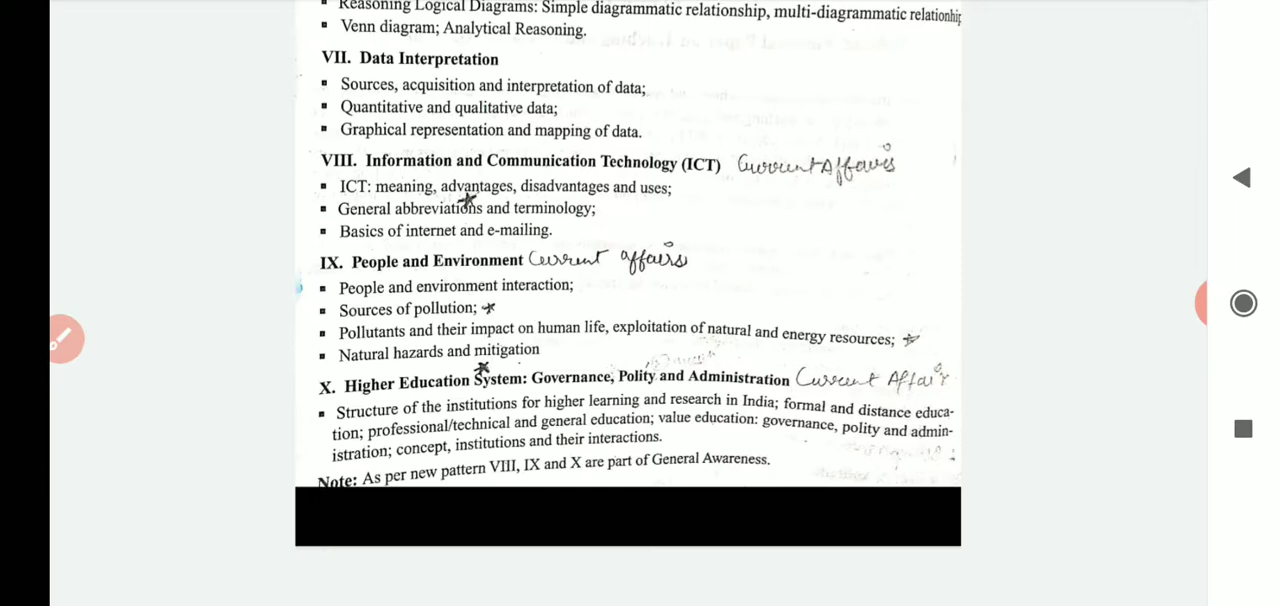 Reasoning Logical Diagrams: Simple diagrammatic relationship, multi-diagrammatic relationship
▪ Venn diagram; Analytical Reasoning.
VII. Data Interpretation
▪ Sources, acquisition and interpretation of data;
▪ Quantitative and qualitative data;
▪ Graphical representation and mapping of data.
VIII. Information and Communication Technology (ICT) Current Affairs
▪ ICT: meaning, advantages, disadvantages and uses;
▪ General abbreviations and terminology;
▪ Basics of internet and e-mailing.
IX. People and Environment Current affairs
▪ People and environment interaction;
▪ Sources of pollution;
▪ Pollutants and their impact on human life, exploitation of natural and energy resources;
▪ Natural hazards and mitigation
X. Higher Education System: Governance, Polity and Administration Current Affair
▪ Structure of the institutions for higher learning and research in India; formal and distance educa-
tion; professional/technical and general education; value education: governance, polity and admin-
istration; concept, institutions and their interactions.
Note: As per new pattern VIII, IX and X are part of General Awareness.